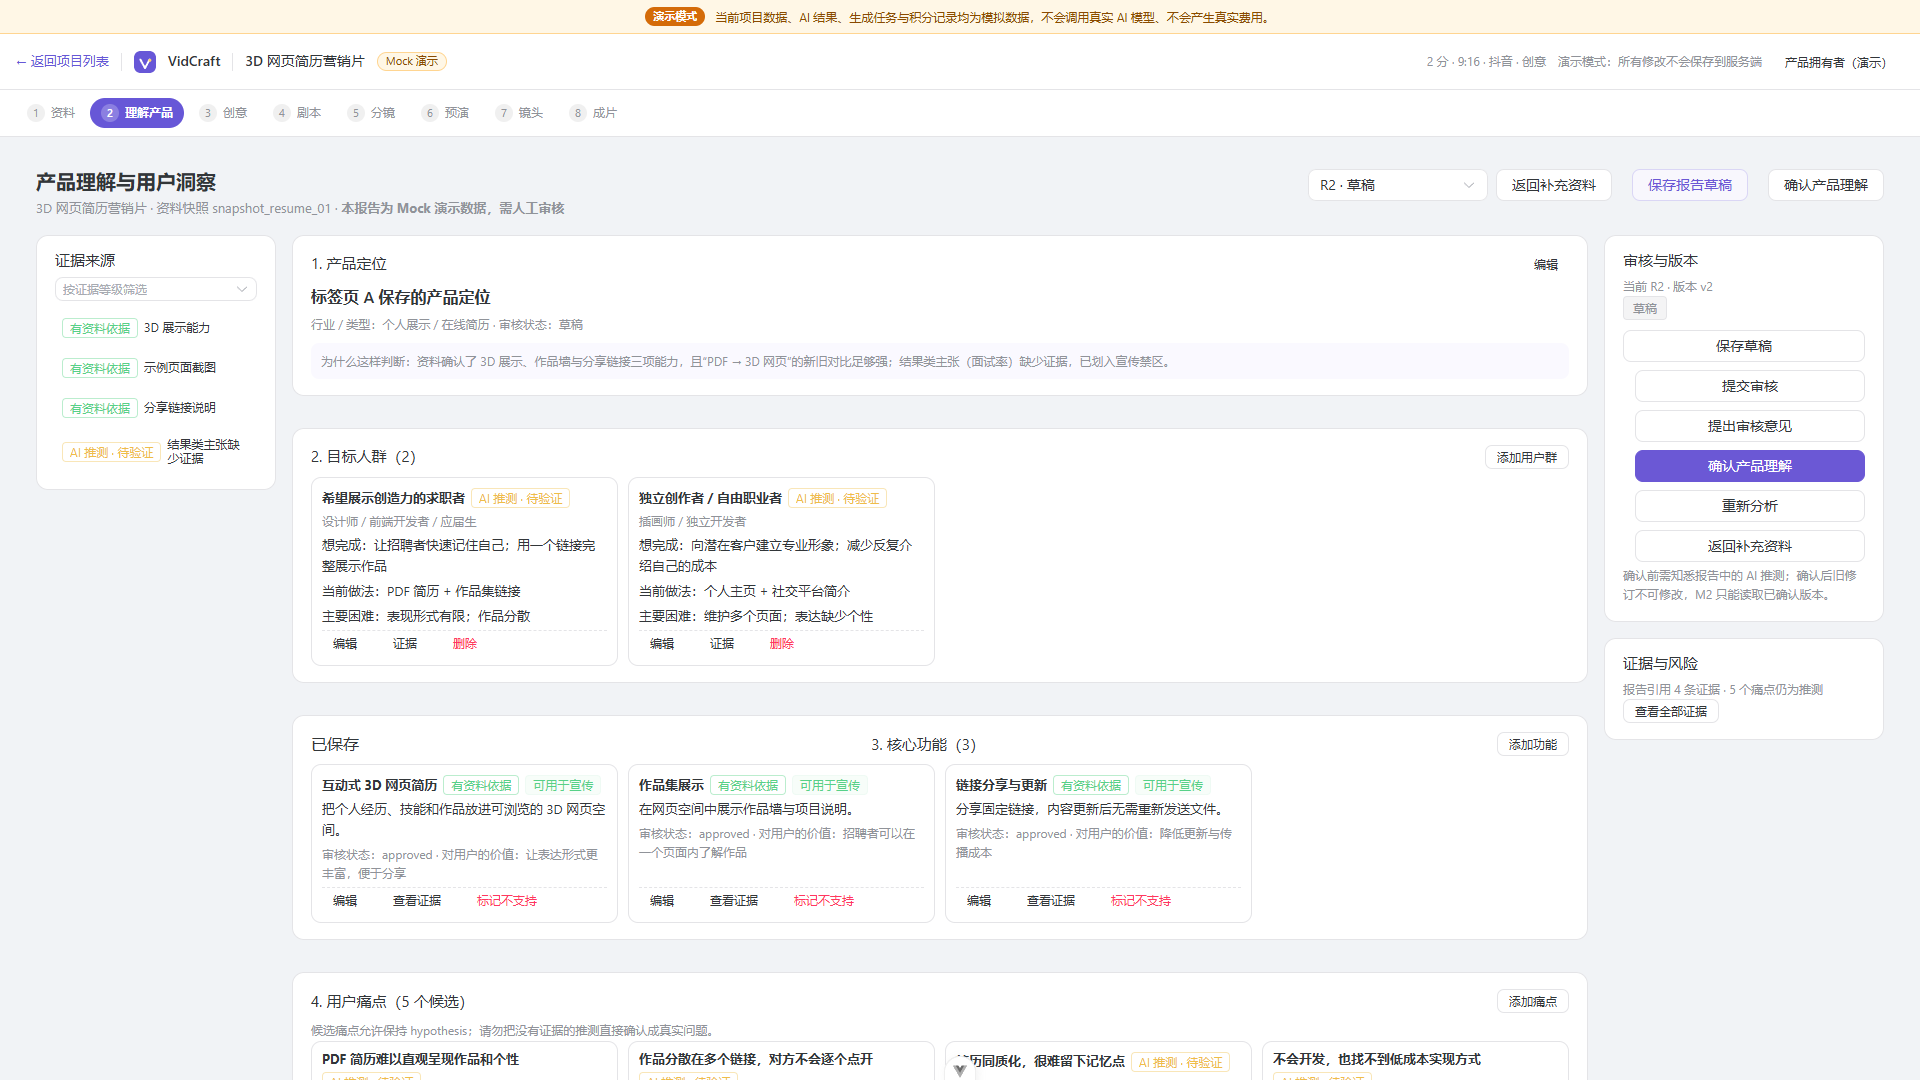 演示模式 当前项目数据、AI 结果、生成任务与积分记录均为模拟数据，不会调用真实 AI 模型、不会产生真实费用。
← 返回项目列表 VidCraft 3D 网页简历营销片 Mock 演示 2 分 · 9:16 · 抖音 · 创意 演示模式：所有修改不会保存到服务端 产品拥有者（演示）
1 资料 2 理解产品 3 创意 4 剧本 5 分镜 6 预演 7 镜头 8 成片
产品理解与用户洞察
3D 网页简历营销片 · 资料快照 snapshot_resume_01 · 本报告为 Mock 演示数据，需人工审核
R2 · 草稿 返回补充资料 保存报告草稿 确认产品理解
证据来源
按证据等级筛选
有资料依据 3D 展示能力
有资料依据 示例页面截图
有资料依据 分享链接说明
AI 推测 · 待验证 结果类主张缺
少证据
1. 产品定位 编辑
标签页 A 保存的产品定位
行业 / 类型：个人展示 / 在线简历 · 审核状态：草稿
为什么这样判断：资料确认了 3D 展示、作品墙与分享链接三项能力，且“PDF → 3D 网页”的新旧对比足够强；结果类主张（面试率）缺少证据，已划入宣传禁区。
2. 目标人群（2） 添加用户群
希望展示创造力的求职者 AI 推测 · 待验证
设计师 / 前端开发者 / 应届生
想完成：让招聘者快速记住自己；用一个链接完
整展示作品
当前做法：PDF 简历 + 作品集链接
主要困难：表现形式有限；作品分散
编辑 证据 删除
独立创作者 / 自由职业者 AI 推测 · 待验证
插画师 / 独立开发者
想完成：向潜在客户建立专业形象；减少反复介
绍自己的成本
当前做法：个人主页 + 社交平台简介
主要困难：维护多个页面；表达缺少个性
编辑 证据 删除
已保存 3. 核心功能（3） 添加功能
互动式 3D 网页简历 有资料依据 可用于宣传
把个人经历、技能和作品放进可浏览的 3D 网页空
间。
审核状态：approved · 对用户的价值：让表达形式更
丰富，便于分享
编辑 查看证据 标记不支持
作品集展示 有资料依据 可用于宣传
在网页空间中展示作品墙与项目说明。
审核状态：approved · 对用户的价值：招聘者可以在
一个页面内了解作品
编辑 查看证据 标记不支持
链接分享与更新 有资料依据 可用于宣传
分享固定链接，内容更新后无需重新发送文件。
审核状态：approved · 对用户的价值：降低更新与传
播成本
编辑 查看证据 标记不支持
4. 用户痛点（5 个候选） 添加痛点
候选痛点允许保持 hypothesis；请勿把没有证据的推测直接确认成真实问题。
PDF 简历难以直观呈现作品和个性
AI 推测 · 待验证
作品分散在多个链接，对方不会逐个点开
AI 推测 · 待验证
历同质化，很难留下记忆点 AI 推测 · 待验证
不会开发，也找不到低成本实现方式
AI 推测 · 待验证
审核与版本
当前 R2 · 版本 v2
草稿
保存草稿
提交审核
提出审核意见
确认产品理解
重新分析
返回补充资料
确认前需知悉报告中的 AI 推测；确认后旧修
订不可修改，M2 只能读取已确认版本。
证据与风险
报告引用 4 条证据 · 5 个痛点仍为推测
查看全部证据